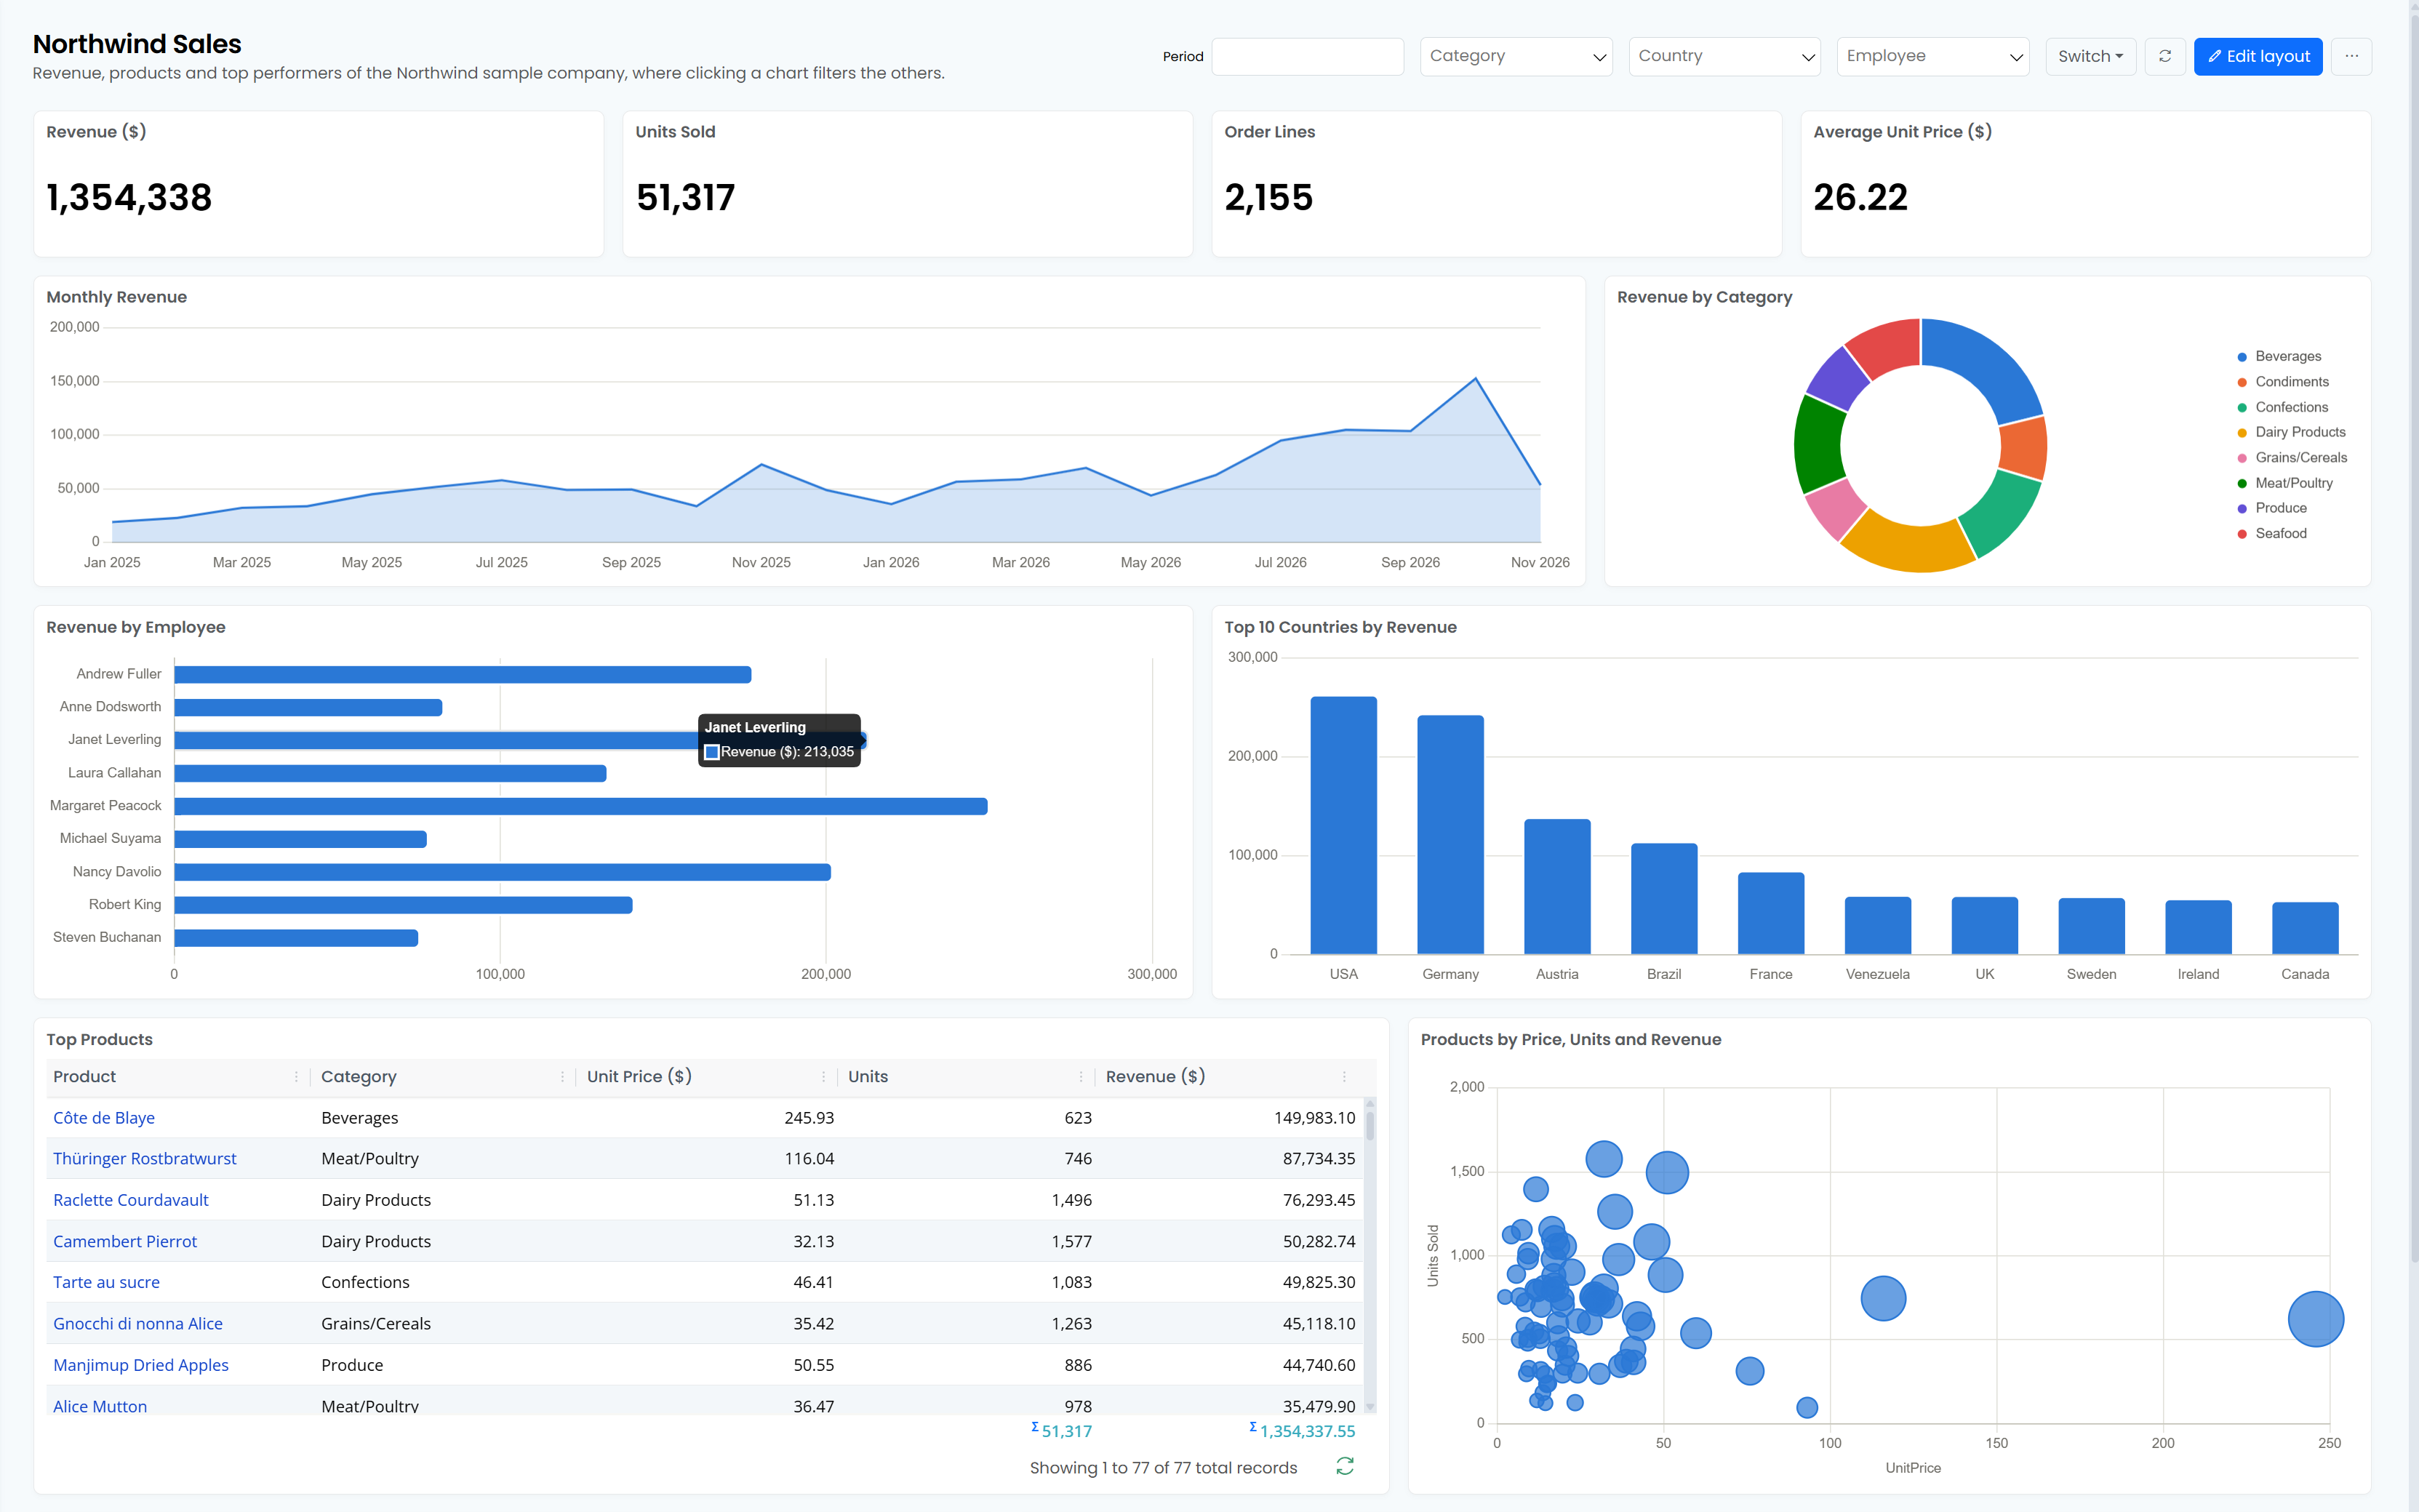 Northwind Sales
Revenue, products and top performers of the Northwind sample company, where clicking a chart filters the others.
Period
Category
Country
Employee
Switch
Edit layout
Revenue ($)
1,354,338
Units Sold
51,317
Order Lines
2,155
Average Unit Price ($)
26.22
Monthly Revenue
200,000
150,000
100,000
50,000
0
Jan 2025 Mar 2025 May 2025 Jul 2025 Sep 2025 Nov 2025 Jan 2026 Mar 2026 May 2026 Jul 2026 Sep 2026 Nov 2026
Revenue by Category
Beverages
Condiments
Confections
Dairy Products
Grains/Cereals
Meat/Poultry
Produce
Seafood
Revenue by Employee
Andrew Fuller
Anne Dodsworth
Janet Leverling
Laura Callahan
Margaret Peacock
Michael Suyama
Nancy Davolio
Robert King
Steven Buchanan
0 100,000 200,000 300,000
Janet Leverling
Revenue ($): 213,035
Top 10 Countries by Revenue
300,000
200,000
100,000
0
USA Germany Austria Brazil France Venezuela UK Sweden Ireland Canada
Top Products
Product Category Unit Price ($) Units Revenue ($)
Côte de Blaye Beverages 245.93 623 149,983.10
Thüringer Rostbratwurst Meat/Poultry 116.04 746 87,734.35
Raclette Courdavault Dairy Products 51.13 1,496 76,293.45
Camembert Pierrot Dairy Products 32.13 1,577 50,282.74
Tarte au sucre Confections 46.41 1,083 49,825.30
Gnocchi di nonna Alice Grains/Cereals 35.42 1,263 45,118.10
Manjimup Dried Apples Produce 50.55 886 44,740.60
Alice Mutton Meat/Poultry 36.47 978 35,479.90
Σ 51,317 Σ 1,354,337.55
Showing 1 to 77 of 77 total records
Products by Price, Units and Revenue
Units Sold
2,000
1,500
1,000
500
0
0 50 100 150 200 250
UnitPrice